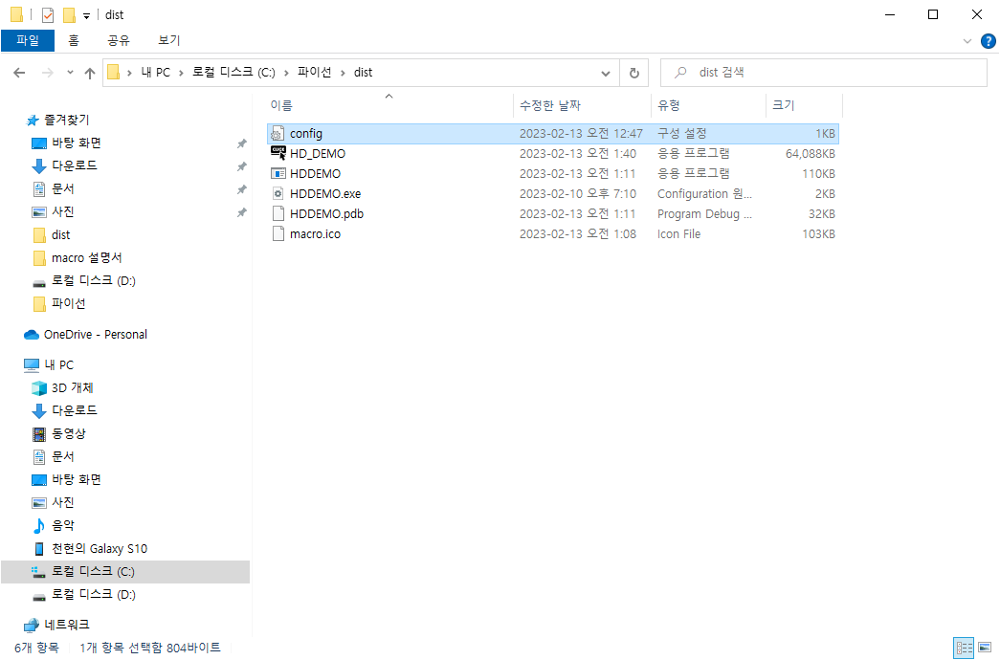 dist
파일 홈 공유 보기
내 PC 로컬 디스크 (C:) 파이선 dist
dist 검색
즐겨찾기
바탕 화면
다운로드
문서
사진
dist
macro 설명서
로컬 디스크 (D:)
파이선
OneDrive - Personal
내 PC
3D 개체
다운로드
동영상
문서
바탕 화면
사진
음악
천현의 Galaxy S10
로컬 디스크 (C:)
로컬 디스크 (D:)
네트워크
이름 수정한 날짜 유형 크기
config 2023-02-13 오전 12:47 구성 설정 1KB
HD_DEMO 2023-02-13 오전 1:40 응용 프로그램 64,088KB
HDDEMO 2023-02-13 오전 1:11 응용 프로그램 110KB
HDDEMO.exe 2023-02-10 오후 7:10 Configuration 원... 2KB
HDDEMO.pdb 2023-02-13 오전 1:11 Program Debug ... 32KB
macro.ico 2023-02-13 오전 1:08 Icon File 103KB
6개 항목 1개 항목 선택함 804바이트